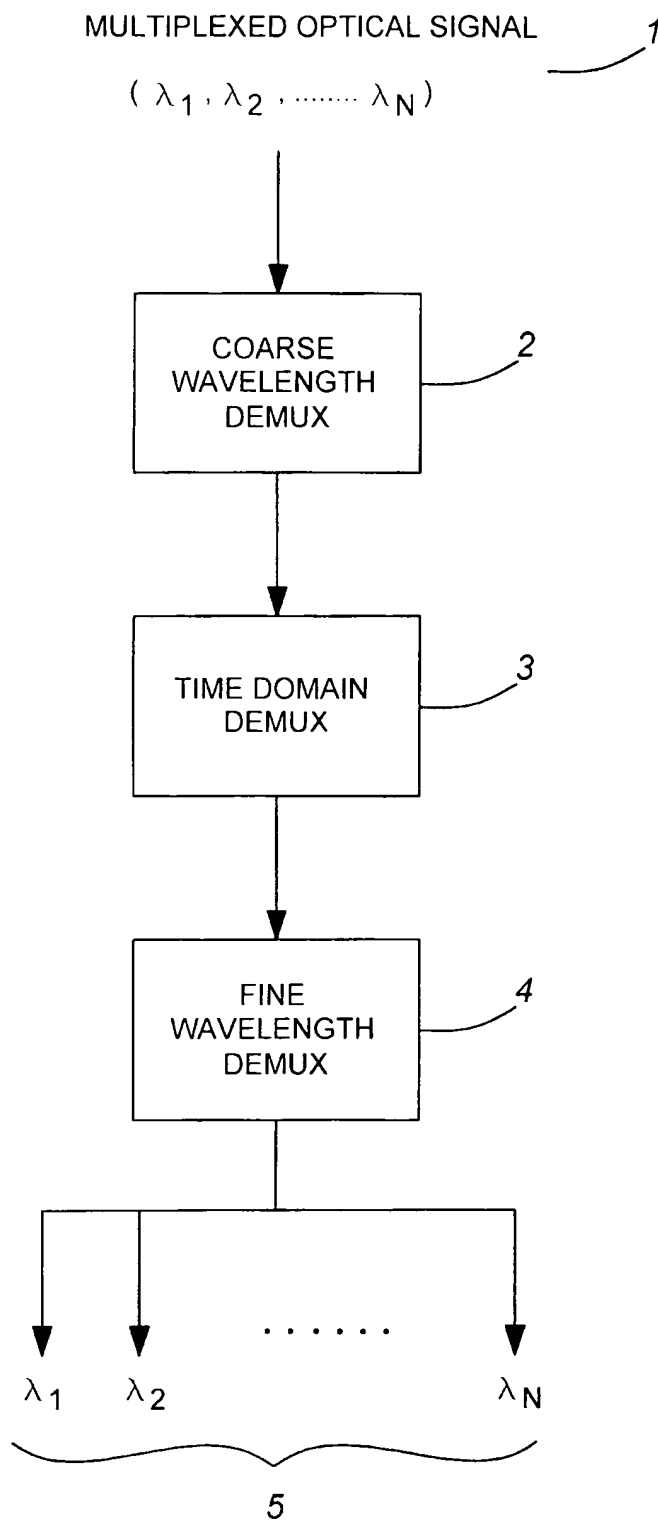 MULTIPLEXED OPTICAL SIGNAL
1
( λ1 , λ2 , ........ λN )
COARSE
WAVELENGTH
DEMUX
2
TIME DOMAIN
DEMUX
3
FINE
WAVELENGTH
DEMUX
4
λ1 λ2 ...... λN
5